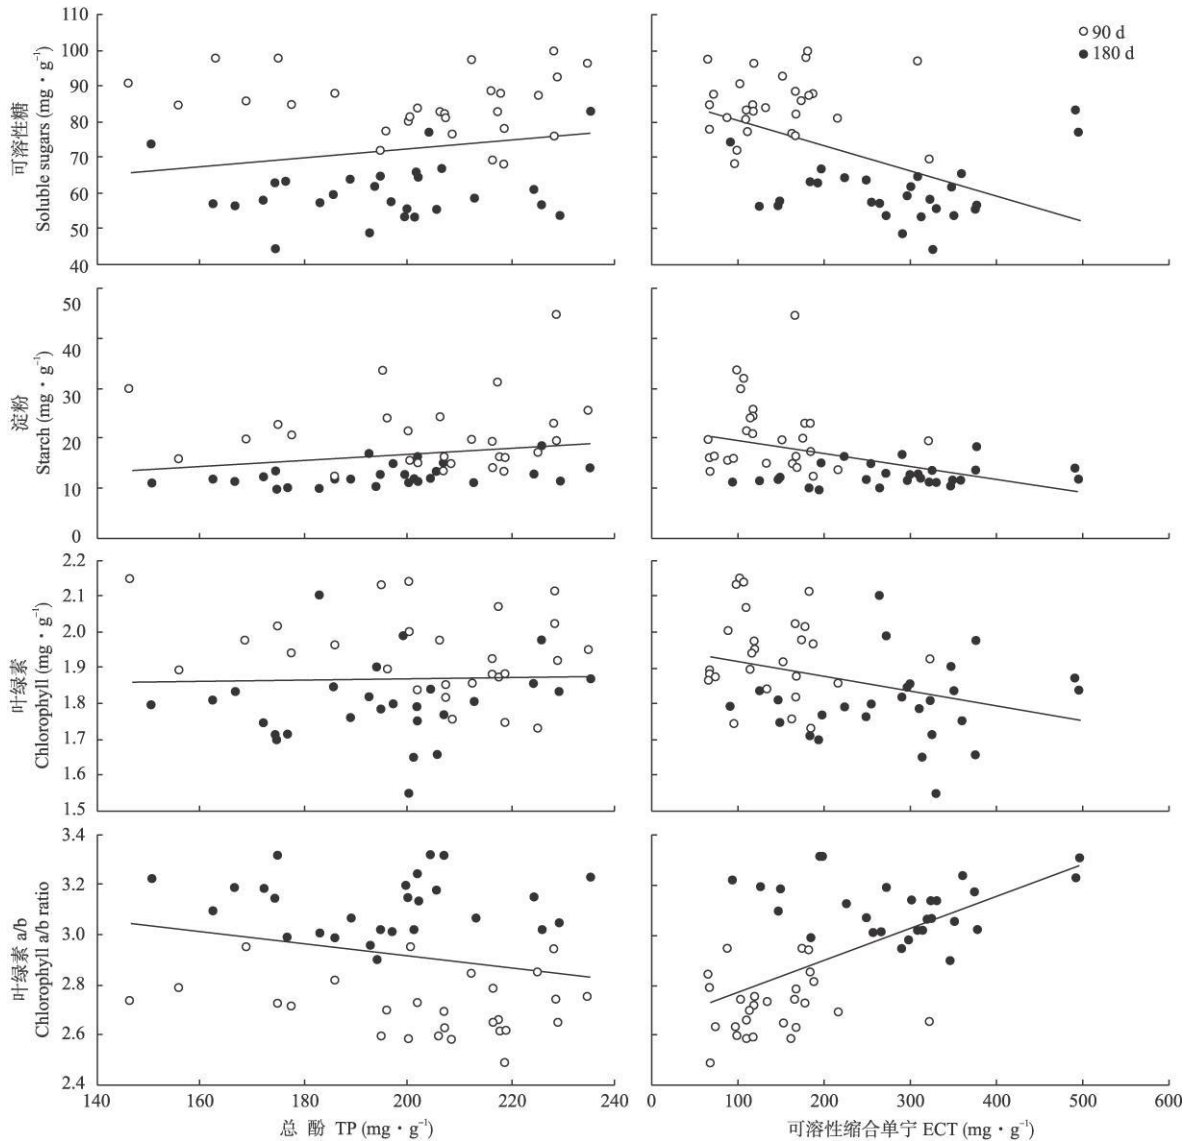 110
100
90
80
70
60
50
40
可溶性糖
Soluble sugars (mg·g⁻¹)
○ 90 d
● 180 d
50
40
30
20
10
0
淀粉
Starch (mg·g⁻¹)
2.2
2.1
2.0
1.9
1.8
1.7
1.6
1.5
叶绿素
Chlorophyll (mg·g⁻¹)
3.4
3.2
3.0
2.8
2.6
2.4
叶绿素 a/b
Chlorophyll a/b ratio
140 160 180 200 220 240
总 酚 TP (mg·g⁻¹)
0 100 200 300 400 500 600
可溶性缩合单宁 ECT (mg·g⁻¹)